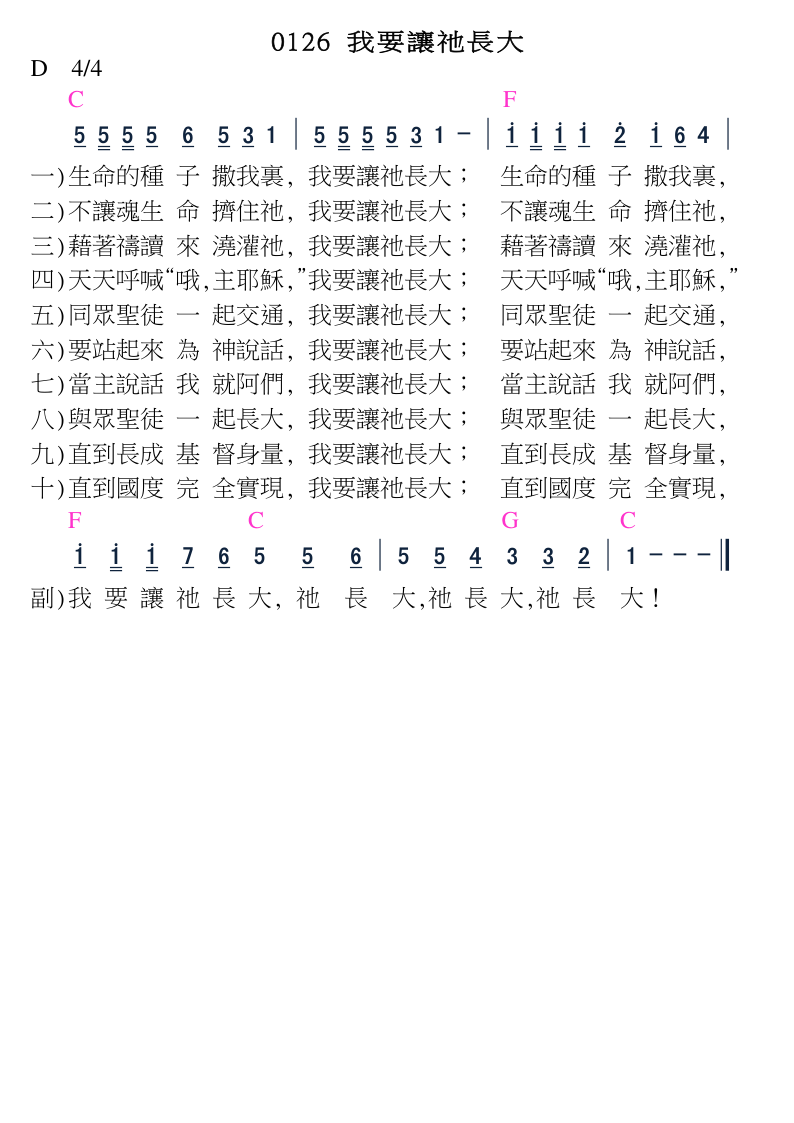 0126 我要讓祂長大
D 4/4
C F
5 5 5 5 6 5 3 1 | 5 5 5 5 3 1 － | i i i i 2̇ i 6 4 |
一)生命的種 子 撒我裏, 我要讓祂長大； 生命的種 子 撒我裏,
二)不讓魂生 命 擠住祂, 我要讓祂長大； 不讓魂生 命 擠住祂,
三)藉著禱讀 來 澆灌祂, 我要讓祂長大； 藉著禱讀 來 澆灌祂,
四)天天呼喊“哦,主耶穌,”我要讓祂長大； 天天呼喊“哦,主耶穌,”
五)同眾聖徒 一 起交通, 我要讓祂長大； 同眾聖徒 一 起交通,
六)要站起來 為 神說話, 我要讓祂長大； 要站起來 為 神說話,
七)當主說話 我 就阿們, 我要讓祂長大； 當主說話 我 就阿們,
八)與眾聖徒 一 起長大, 我要讓祂長大； 與眾聖徒 一 起長大,
九)直到長成 基 督身量, 我要讓祂長大； 直到長成 基 督身量,
十)直到國度 完 全實現, 我要讓祂長大； 直到國度 完 全實現,
F C G C
i i i 7 6 5 5 6 | 5 5 4 3 3 2 | 1 － － －
副)我 要 讓 祂 長 大, 祂 長 大,祂 長 大,祂 長 大！